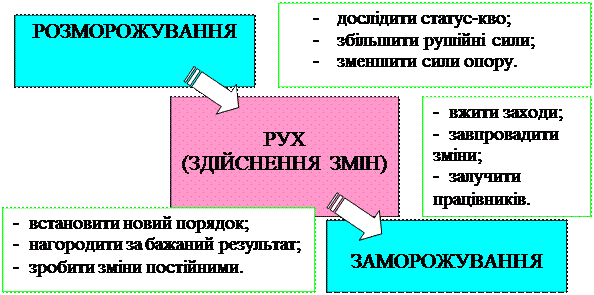 РОЗМОРОЖУВАННЯ
- дослідити статус-кво;
- збільшити рушійні сили;
- зменшити сили опору.
РУХ
(ЗДІЙСНЕННЯ ЗМІН)
- вжити заходи;
- завпровадити
зміни;
- залучити
працівників.
- встановити новий порядок;
- нагородити за бажаний результат;
- зробити зміни постійними.
ЗАМОРОЖУВАННЯ